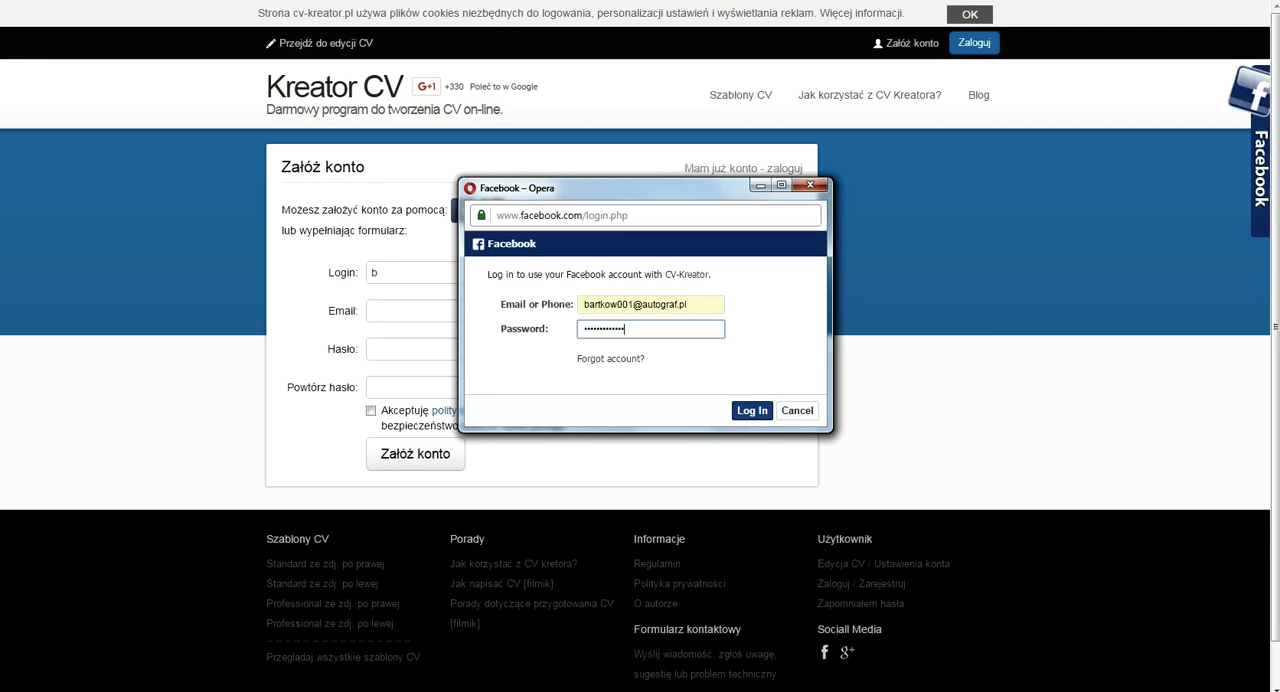 Strona cv-kreator.pl używa plików cookies niezbędnych do logowania, personalizacji ustawień i wyświetlania reklam. Więcej informacji. OK
Przejdź do edycji CV Załóż konto Zaloguj
Kreator CV G+1 +330 Poleć to w Google
Darmowy program do tworzenia CV on-line.
Szablony CV Jak korzystać z CV Kreatora? Blog
Facebook
Załóż konto Mam już konto - zaloguj
Możesz założyć konto za pomocą:
lub wypełniając formularz:
Login: b
Email:
Hasło:
Powtórz hasło:
Akceptuję polity
bezpieczeństwo
Załóż konto
Facebook – Opera
www.facebook.com/login.php
Facebook
Log in to use your Facebook account with CV-Kreator.
Email or Phone: bartkow001@autograf.pl
Password: •••••••••••••
Forgot account?
Log In Cancel
Szablony CV
Standard ze zdj. po prawej
Standard ze zdj. po lewej
Professional ze zdj. po prawej
Professional ze zdj. po lewej
Przeglądaj wszystkie szablony CV
Porady
Jak korzystać z CV kretora?
Jak napisać CV [filmik]
Porady dotyczące przygotowania CV
[filmik]
Informacje
Regulamin
Polityka prywatności
O autorze
Formularz kontaktowy
Wyślij wiadomość, zgłoś uwagę,
sugestię lub problem techniczny
Użytkownik
Edycja CV / Ustawienia konta
Zaloguj / Zarejestruj
Zapomniałem hasła
Sociall Media